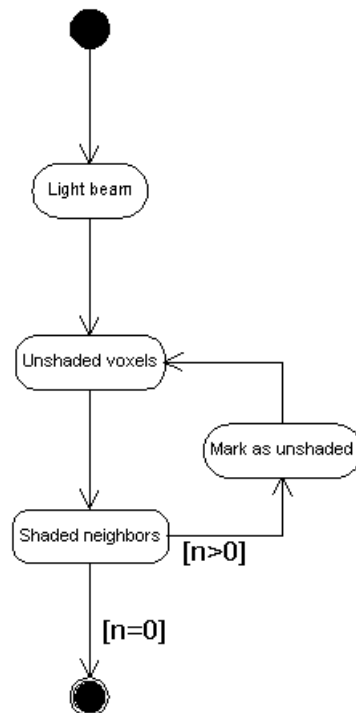 Light beam
Unshaded voxels
Mark as unshaded
Shaded neighbors
[n>0]
[n=0]